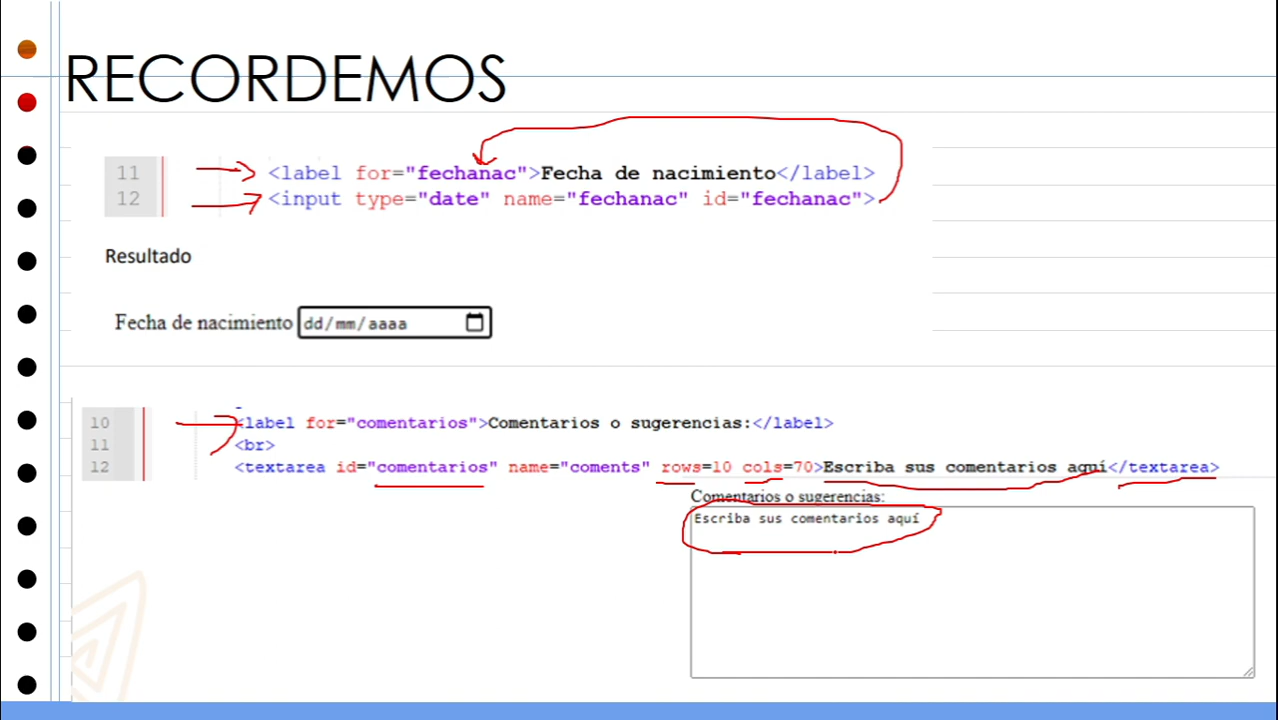 RECORDEMOS
11 <label for="fechanac">Fecha de nacimiento</label>
12 <input type="date" name="fechanac" id="fechanac">
Resultado
Fecha de nacimiento dd/mm/aaaa
10 <label for="comentarios">Comentarios o sugerencias:</label>
11 <br>
12 <textarea id="comentarios" name="coments" rows=10 cols=70>Escriba sus comentarios aquí</textarea>
Comentarios o sugerencias:
Escriba sus comentarios aquí